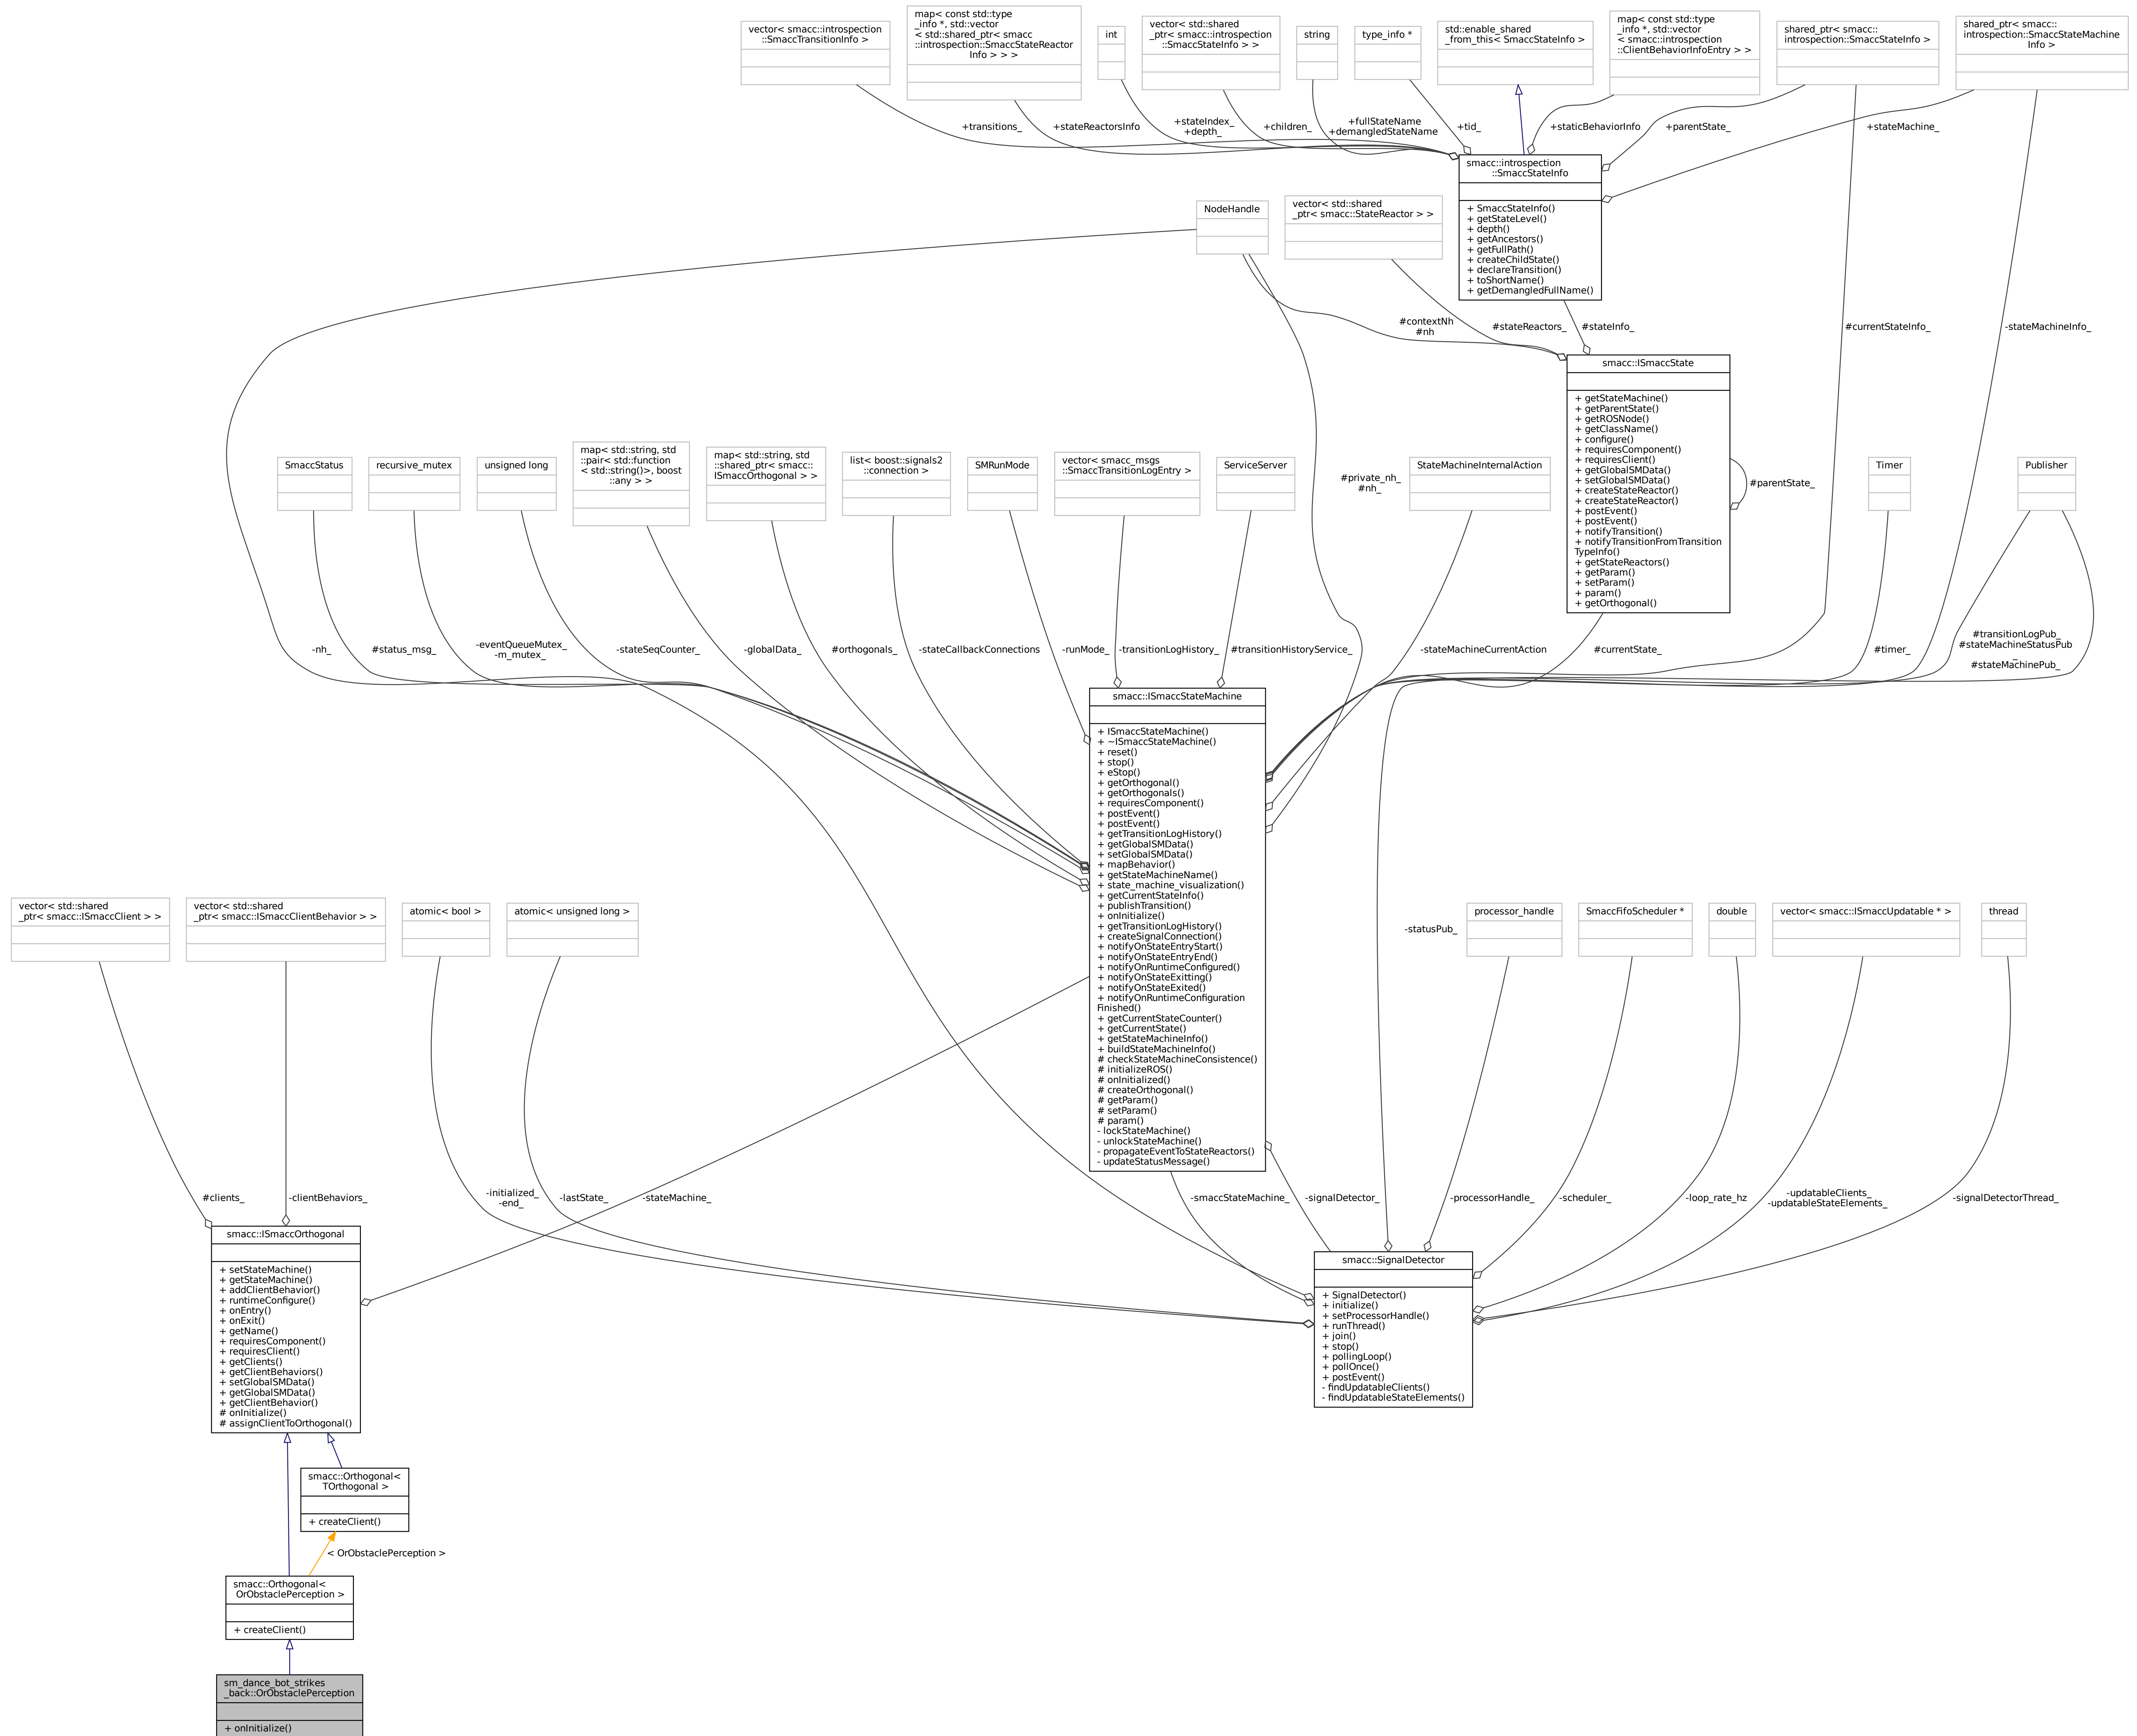 vector< smacc::introspection
::SmaccTransitionInfo >
map< const std::type
_info *, std::vector
< std::shared_ptr< smacc
::introspection::SmaccStateReactor
Info > > >
int
vector< std::shared
_ptr< smacc::introspection
::SmaccStateInfo > >
string
type_info *
std::enable_shared
_from_this< SmaccStateInfo >
map< const std::type
_info *, std::vector
< smacc::introspection
::ClientBehaviorInfoEntry > >
shared_ptr< smacc::
introspection::SmaccStateInfo >
shared_ptr< smacc::
introspection::SmaccStateMachine
Info >
+transitions_
+stateReactorsInfo
+stateIndex_
+depth_
+children_
+fullStateName
+demangledStateName
+tid_
+staticBehaviorInfo
+parentState_
+stateMachine_
smacc::introspection
::SmaccStateInfo
+ SmaccStateInfo()
+ getStateLevel()
+ depth()
+ getAncestors()
+ getFullPath()
+ createChildState()
+ declareTransition()
+ toShortName()
+ getDemangledFullName()
NodeHandle
vector< std::shared
_ptr< smacc::StateReactor > >
#contextNh
#nh
#stateReactors_
#stateInfo_
#currentStateInfo_
-stateMachineInfo_
smacc::ISmaccState
+ getStateMachine()
+ getParentState()
+ getROSNode()
+ getClassName()
+ configure()
+ requiresComponent()
+ requiresClient()
+ getGlobalSMData()
+ setGlobalSMData()
+ createStateReactor()
+ createStateReactor()
+ postEvent()
+ postEvent()
+ notifyTransition()
+ notifyTransitionFromTransition
TypeInfo()
+ getStateReactors()
+ getParam()
+ setParam()
+ param()
+ getOrthogonal()
#parentState_
SmaccStatus
recursive_mutex
unsigned long
map< std::string, std
::pair< std::function
< std::string()>, boost
::any > >
map< std::string, std
::shared_ptr< smacc::
ISmaccOrthogonal > >
list< boost::signals2
::connection >
SMRunMode
vector< smacc_msgs
::SmaccTransitionLogEntry >
ServiceServer
#private_nh_
#nh_
StateMachineInternalAction
Timer
Publisher
-nh_
#status_msg_
-eventQueueMutex_
-m_mutex_
-stateSeqCounter_
-globalData_
#orthogonals_
-stateCallbackConnections
-runMode_
-transitionLogHistory_
#transitionHistoryService_
-stateMachineCurrentAction
#currentState_
#timer_
#transitionLogPub_
#stateMachineStatusPub
_
#stateMachinePub_
smacc::ISmaccStateMachine
+ ISmaccStateMachine()
+ ~ISmaccStateMachine()
+ reset()
+ stop()
+ eStop()
+ getOrthogonal()
+ getOrthogonals()
+ requiresComponent()
+ postEvent()
+ postEvent()
+ getTransitionLogHistory()
+ getGlobalSMData()
+ setGlobalSMData()
+ mapBehavior()
+ getStateMachineName()
+ state_machine_visualization()
+ getCurrentStateInfo()
+ publishTransition()
+ onInitialize()
+ getTransitionLogHistory()
+ createSignalConnection()
+ notifyOnStateEntryStart()
+ notifyOnStateEntryEnd()
+ notifyOnRuntimeConfigured()
+ notifyOnStateExitting()
+ notifyOnStateExited()
+ notifyOnRuntimeConfiguration
Finished()
+ getCurrentStateCounter()
+ getCurrentState()
+ getStateMachineInfo()
+ buildStateMachineInfo()
# checkStateMachineConsistence()
# initializeROS()
# onInitialized()
# createOrthogonal()
# getParam()
# setParam()
# param()
- lockStateMachine()
- unlockStateMachine()
- propagateEventToStateReactors()
- updateStatusMessage()
vector< std::shared
_ptr< smacc::ISmaccClient > >
vector< std::shared
_ptr< smacc::ISmaccClientBehavior > >
atomic< bool >
atomic< unsigned long >
-statusPub_
processor_handle
SmaccFifoScheduler *
double
vector< smacc::ISmaccUpdatable * >
thread
#clients_
-clientBehaviors_
-initialized_
-end_
-lastState_
-stateMachine_
-smaccStateMachine_
-signalDetector_
-processorHandle_
-scheduler_
-loop_rate_hz
-updatableClients_
-updatableStateElements_
-signalDetectorThread_
smacc::ISmaccOrthogonal
+ setStateMachine()
+ getStateMachine()
+ addClientBehavior()
+ runtimeConfigure()
+ onEntry()
+ onExit()
+ getName()
+ requiresComponent()
+ requiresClient()
+ getClients()
+ getClientBehaviors()
+ setGlobalSMData()
+ getGlobalSMData()
+ getClientBehavior()
# onInitialize()
# assignClientToOrthogonal()
smacc::SignalDetector
+ SignalDetector()
+ initialize()
+ setProcessorHandle()
+ runThread()
+ join()
+ stop()
+ pollingLoop()
+ pollOnce()
+ postEvent()
- findUpdatableClients()
- findUpdatableStateElements()
smacc::Orthogonal<
TOrthogonal >
+ createClient()
< OrObstaclePerception >
smacc::Orthogonal<
OrObstaclePerception >
+ createClient()
sm_dance_bot_strikes
_back::OrObstaclePerception
+ onInitialize()